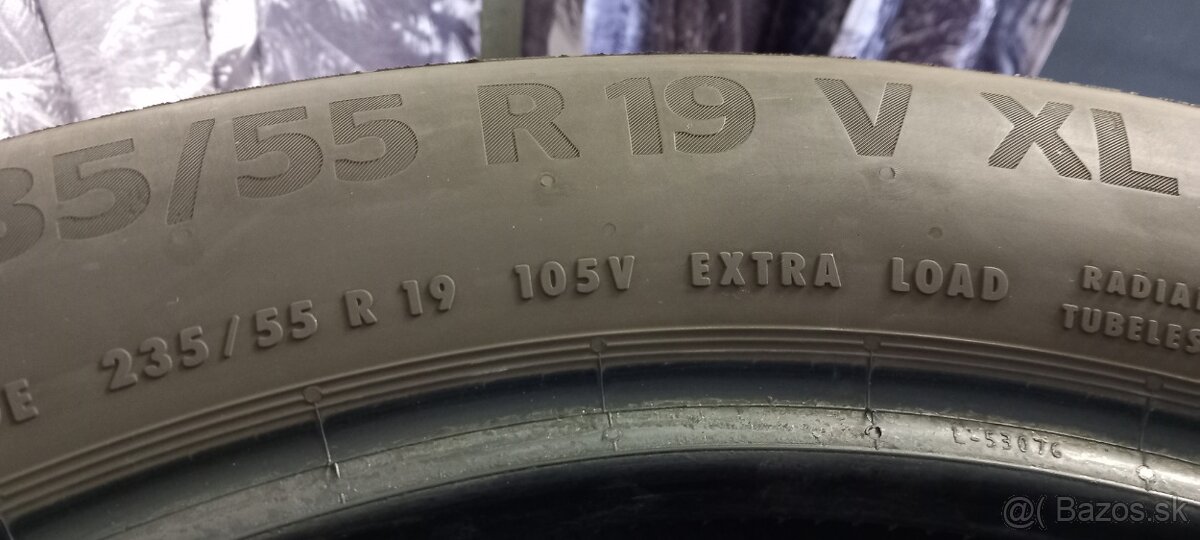 35/55 R 19 V XL
235/55 R 19 105V EXTRA LOAD RADIAL
TUBELES
L-53076
@( Bazos.sk